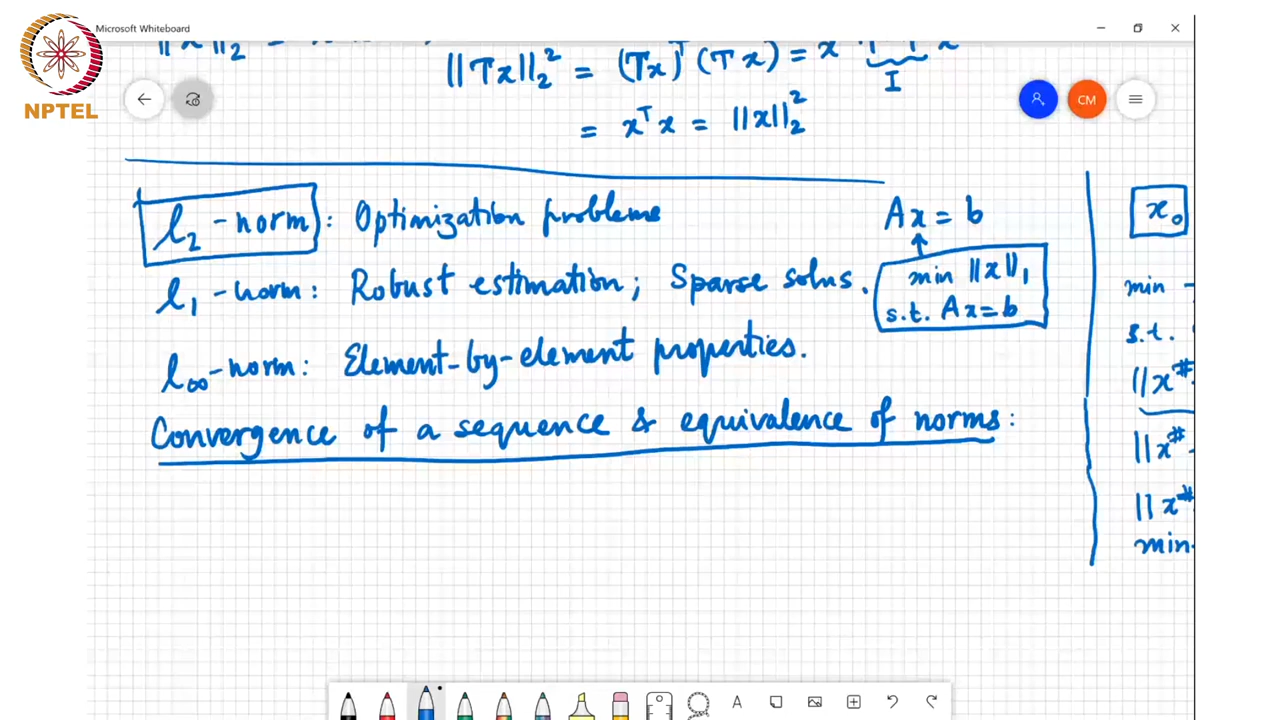 Microsoft Whiteboard
NPTEL
||Tx||₂² = (Tx)ᵀ(Tx) = xᵀ
I
= xᵀx = ||x||₂²
CM
l₂-norm: Optimization problems
Ax = b
l₁-norm: Robust estimation; Sparse solns.
min ||x||₁
s.t. Ax=b
l∞-norm: Element-by-element properties.
Convergence of a sequence & equivalence of norms:
x₀
min
s.t.
||x#
||x#-
||x#
min